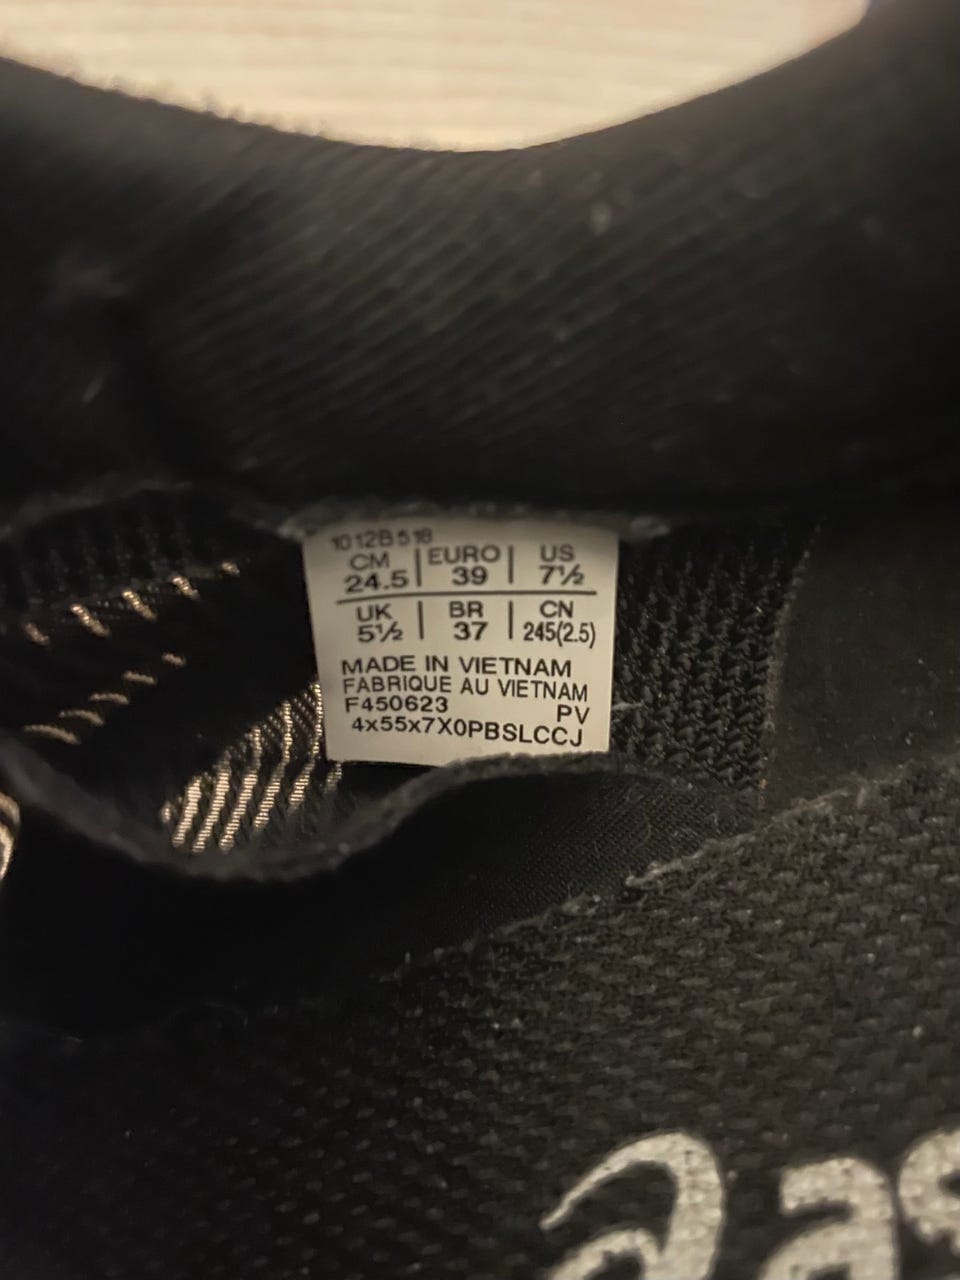 1012B518
CM | EURO | US
24.5 | 39 | 7½
UK | BR | CN
5½ | 37 | 245(2.5)
MADE IN VIETNAM
FABRIQUE AU VIETNAM
F450623 PV
4x55x7X0PBSLCCJ
as